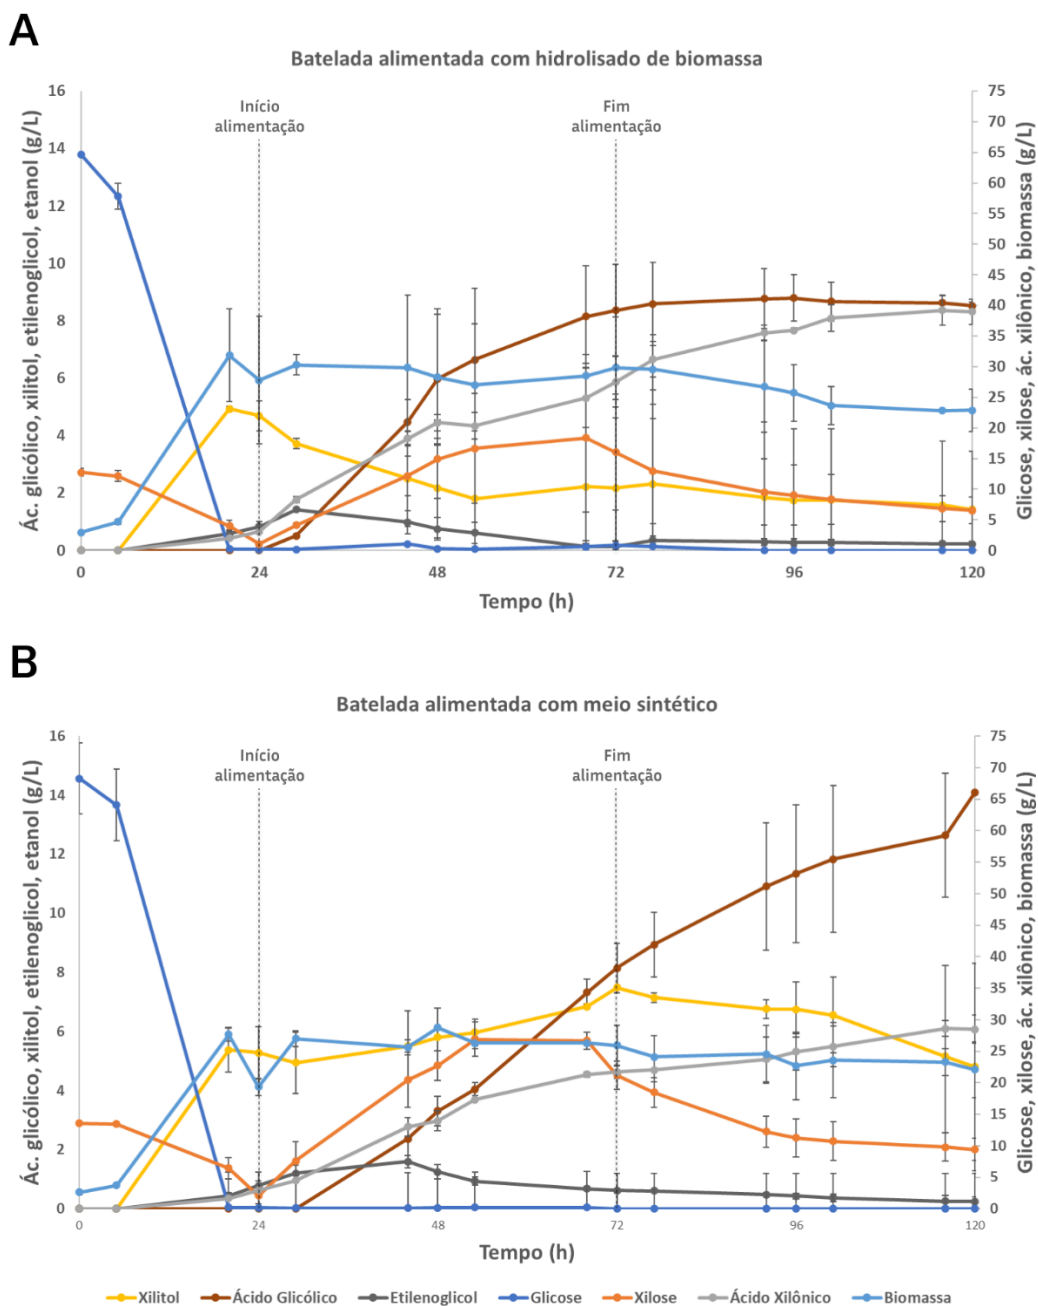 A
Batelada alimentada com hidrolisado de biomassa
Início
alimentação
Fim
alimentação
Ác. glicólico, xilitol, etilenoglicol, etanol (g/L)
16
14
12
10
8
6
4
2
0
75
70
65
60
55
50
45
40
35
30
25
20
15
10
5
0
Glicose, xilose, ác. xilônico, biomassa (g/L)
0 24 48 72 96 120
Tempo (h)
B
Batelada alimentada com meio sintético
Início
alimentação
Fim
alimentação
Ác. glicólico, xilitol, etilenoglicol, etanol (g/L)
16
14
12
10
8
6
4
2
0
75
70
65
60
55
50
45
40
35
30
25
20
15
10
5
0
Glicose, xilose, ác. xilônico, biomassa (g/L)
0 24 48 72 96 120
Tempo (h)
Xilitol Ácido Glicólico Etilenoglicol Glicose Xilose Ácido Xilônico Biomassa